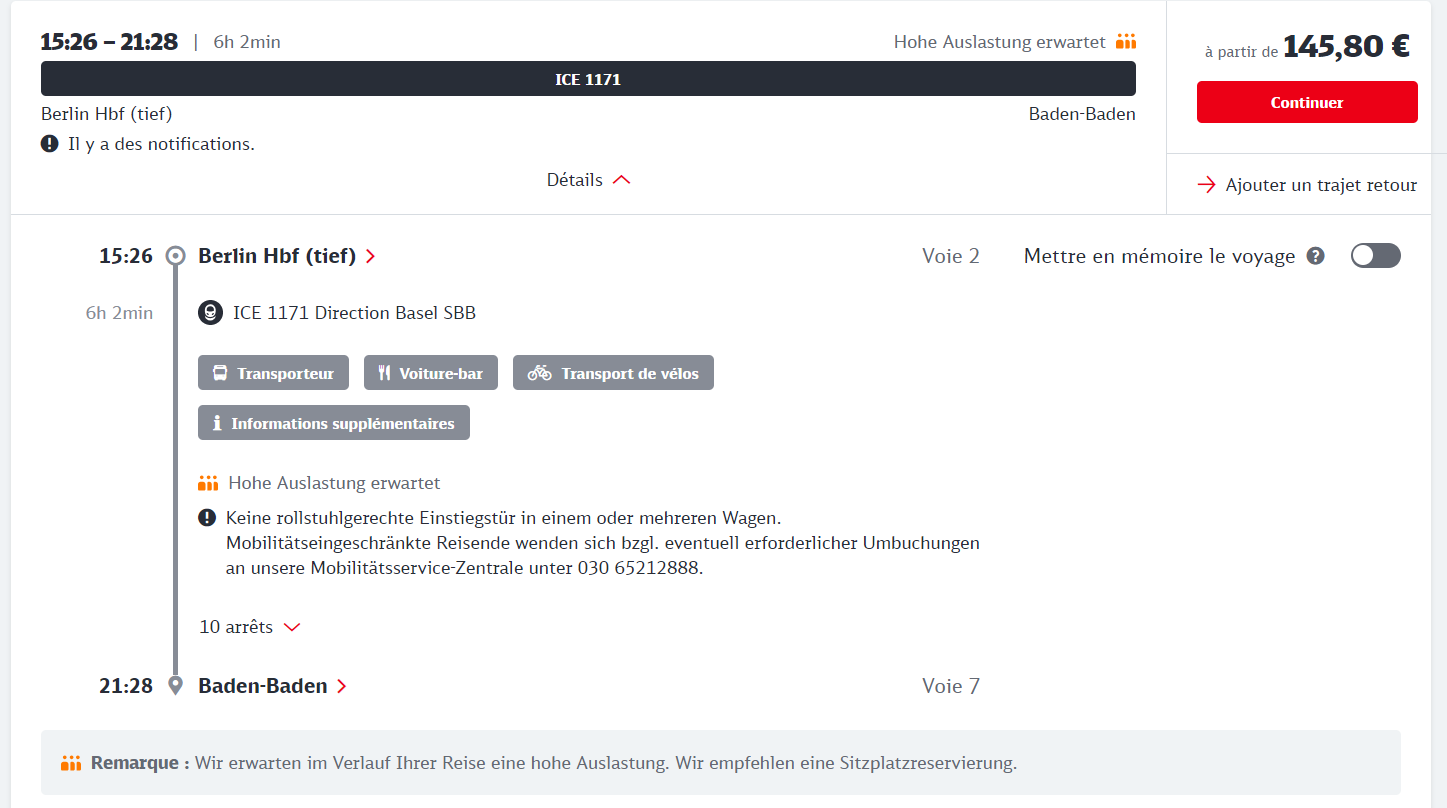 15:26 – 21:28 | 6h 2min
Hohe Auslastung erwartet
ICE 1171
Berlin Hbf (tief)
Baden-Baden
Il y a des notifications.
Détails
à partir de 145,80 €
Continuer
Ajouter un trajet retour
15:26 Berlin Hbf (tief)
Voie 2
Mettre en mémoire le voyage ?
6h 2min
ICE 1171 Direction Basel SBB
Transporteur
Voiture-bar
Transport de vélos
Informations supplémentaires
Hohe Auslastung erwartet
Keine rollstuhlgerechte Einstiegstür in einem oder mehreren Wagen.
Mobilitätseingeschränkte Reisende wenden sich bzgl. eventuell erforderlicher Umbuchungen
an unsere Mobilitätsservice-Zentrale unter 030 65212888.
10 arrêts
21:28 Baden-Baden
Voie 7
Remarque : Wir erwarten im Verlauf Ihrer Reise eine hohe Auslastung. Wir empfehlen eine Sitzplatzreservierung.